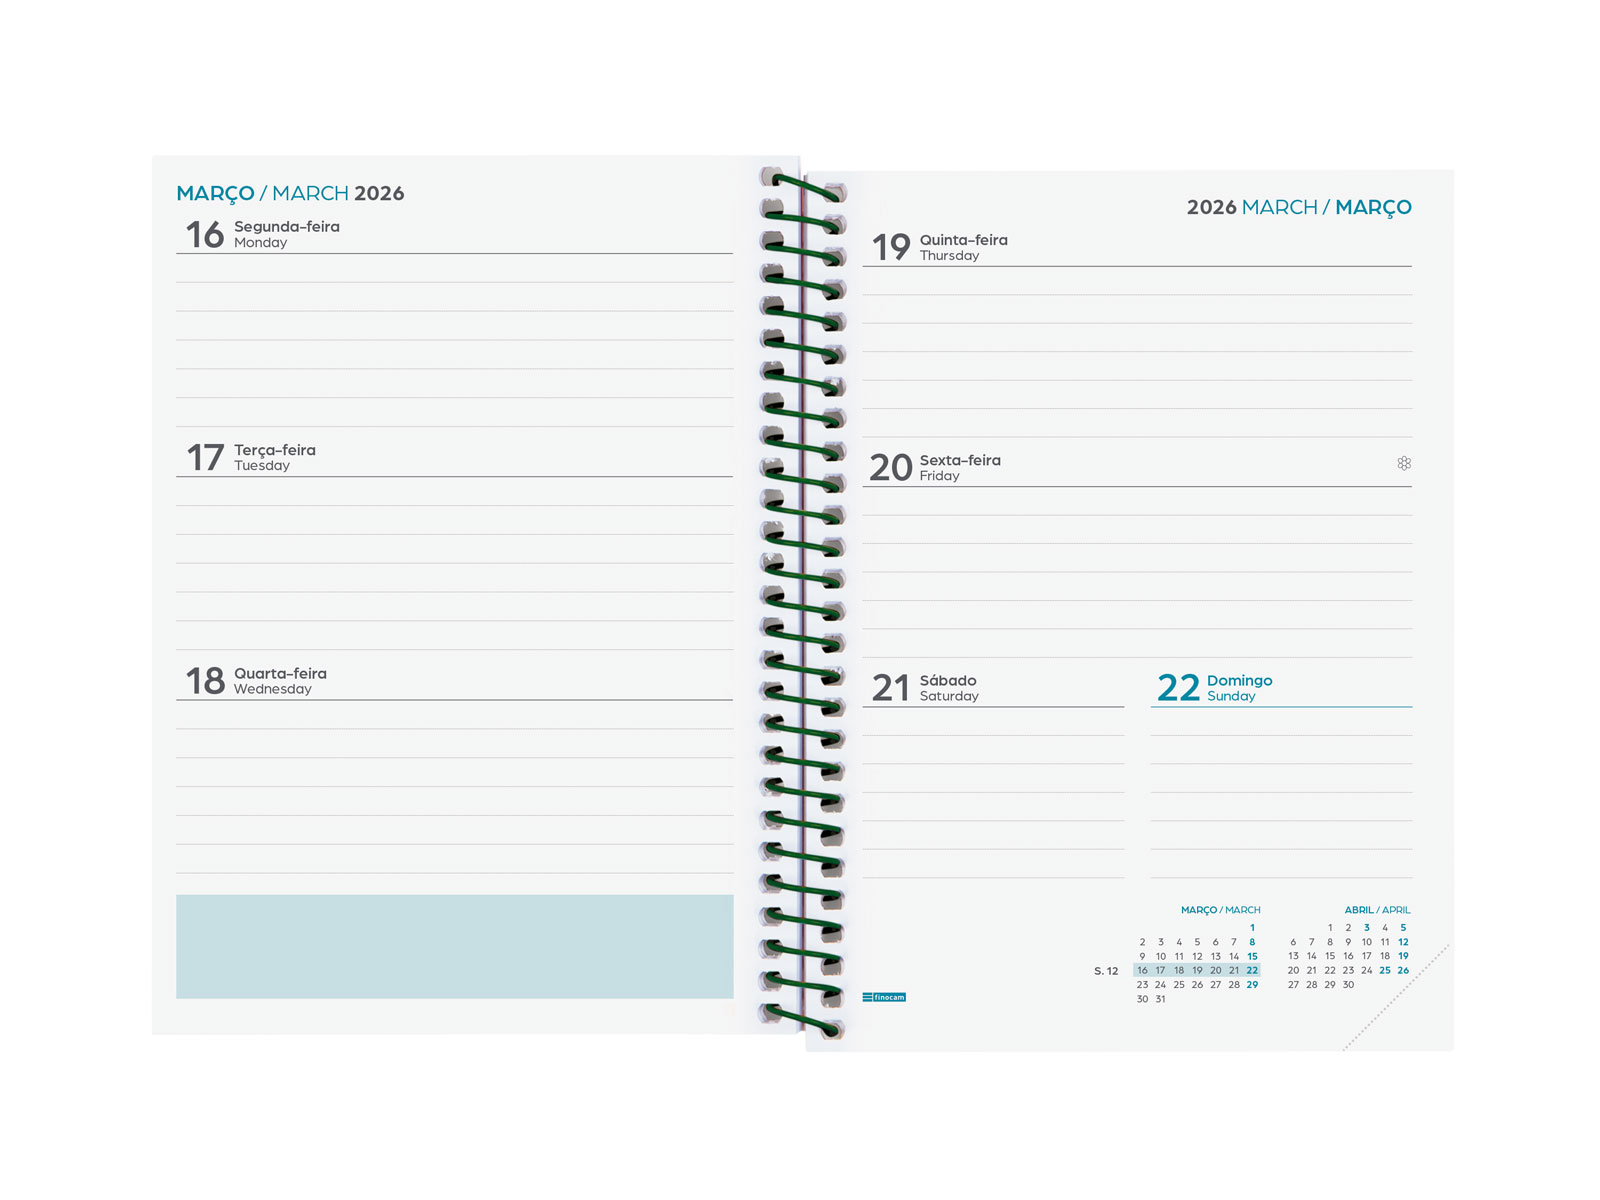 MARÇO / MARCH 2026
16 Segunda-feira
Monday
17 Terça-feira
Tuesday
18 Quarta-feira
Wednesday
2026 MARCH / MARÇO
19 Quinta-feira
Thursday
20 Sexta-feira
Friday
21 Sábado
Saturday
22 Domingo
Sunday
MARÇO / MARCH
1
2 3 4 5 6 7 8
9 10 11 12 13 14 15
S. 12 16 17 18 19 20 21 22
23 24 25 26 27 28 29
30 31
ABRIL / APRIL
1 2 3 4 5
6 7 8 9 10 11 12
13 14 15 16 17 18 19
20 21 22 23 24 25 26
27 28 29 30
finocam